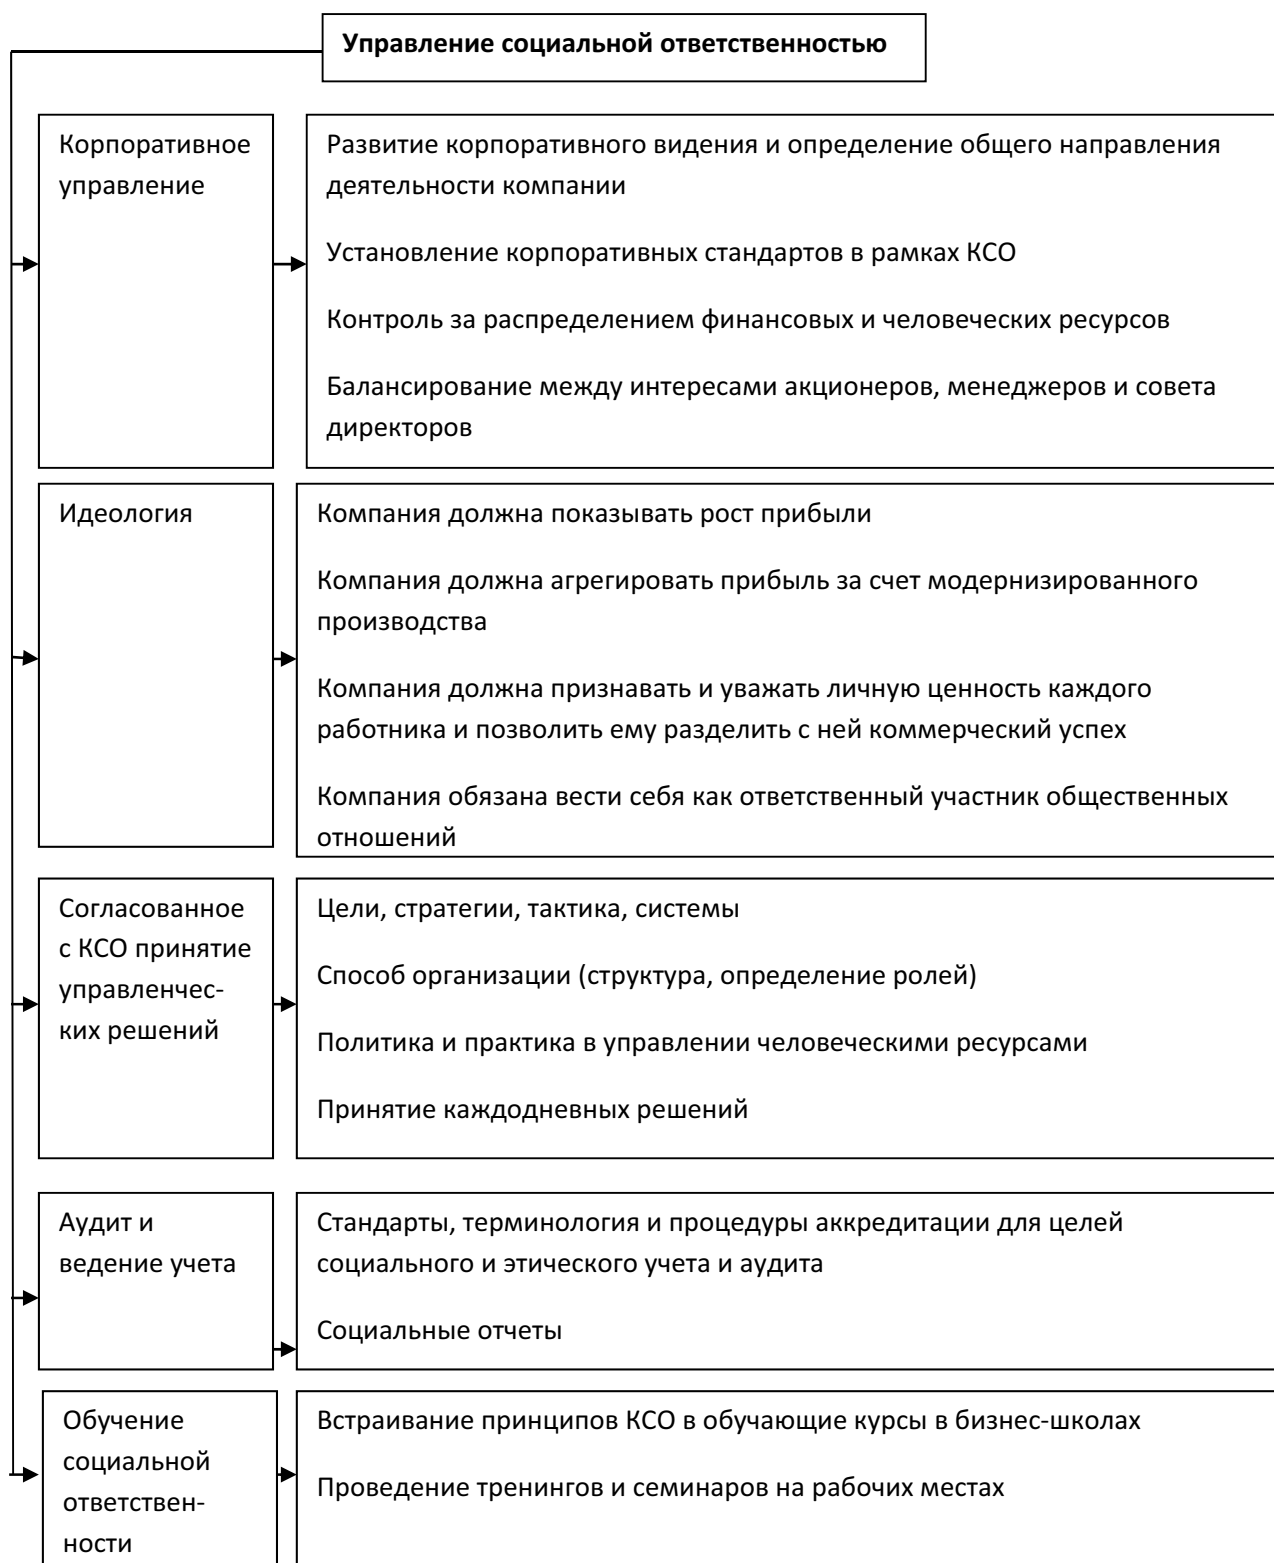 Управление социальной ответственностью
Корпоративное
управление
Развитие корпоративного видения и определение общего направления
деятельности компании
Установление корпоративных стандартов в рамках КСО
Контроль за распределением финансовых и человеческих ресурсов
Балансирование между интересами акционеров, менеджеров и совета
директоров
Идеология
Компания должна показывать рост прибыли
Компания должна агрегировать прибыль за счет модернизированного
производства
Компания должна признавать и уважать личную ценность каждого
работника и позволить ему разделить с ней коммерческий успех
Компания обязана вести себя как ответственный участник общественных
отношений
Согласованное
с КСО принятие
управленчес-
ких решений
Цели, стратегии, тактика, системы
Способ организации (структура, определение ролей)
Политика и практика в управлении человеческими ресурсами
Принятие каждодневных решений
Аудит и
ведение учета
Стандарты, терминология и процедуры аккредитации для целей
социального и этического учета и аудита
Социальные отчеты
Обучение
социальной
ответствен-
ности
Встраивание принципов КСО в обучающие курсы в бизнес-школах
Проведение тренингов и семинаров на рабочих местах